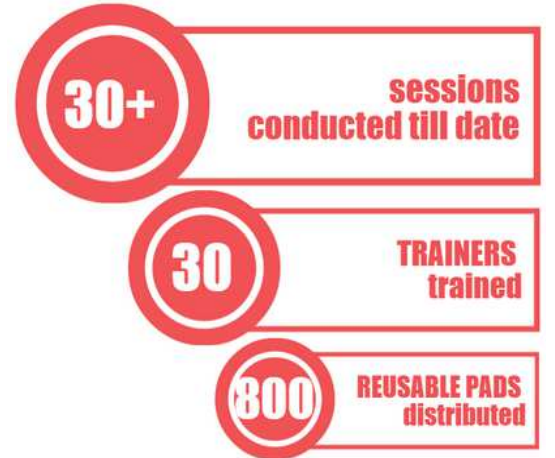 30+
sessions
conducted till date
30
TRAINERS
trained
800
REUSABLE PADS
distributed